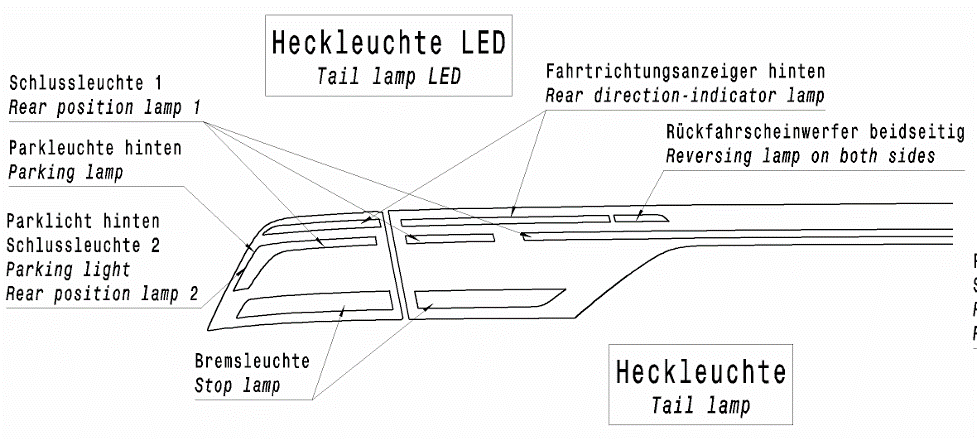 Heckleuchte LED
Tail lamp LED
Schlussleuchte 1
Rear position lamp 1
Fahrtrichtungsanzeiger hinten
Rear direction-indicator lamp
Parkleuchte hinten
Parking lamp
Rückfahrscheinwerfer beidseitig
Reversing lamp on both sides
Parklicht hinten
Schlussleuchte 2
Parking light
Rear position lamp 2
Bremsleuchte
Stop lamp
Heckleuchte
Tail lamp